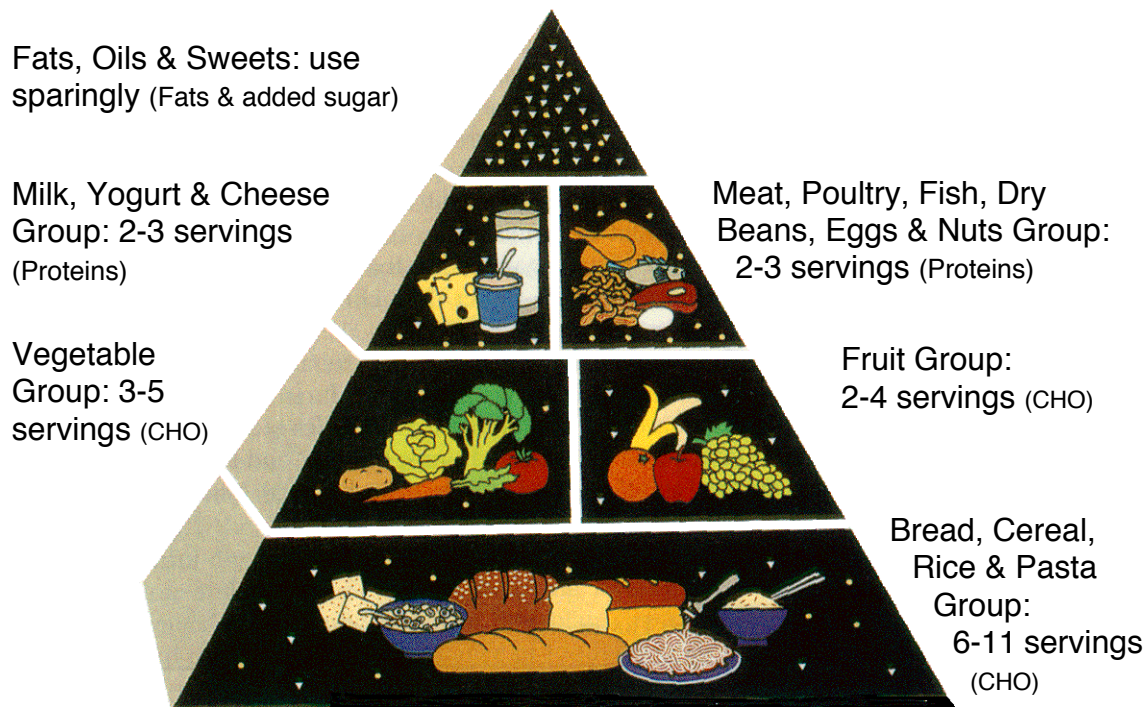 Fats, Oils & Sweets: use
sparingly (Fats & added sugar)
Milk, Yogurt & Cheese
Group: 2-3 servings
(Proteins)
Meat, Poultry, Fish, Dry
Beans, Eggs & Nuts Group:
2-3 servings (Proteins)
Vegetable
Group: 3-5
servings (CHO)
Fruit Group:
2-4 servings (CHO)
Bread, Cereal,
Rice & Pasta
Group:
6-11 servings
(CHO)